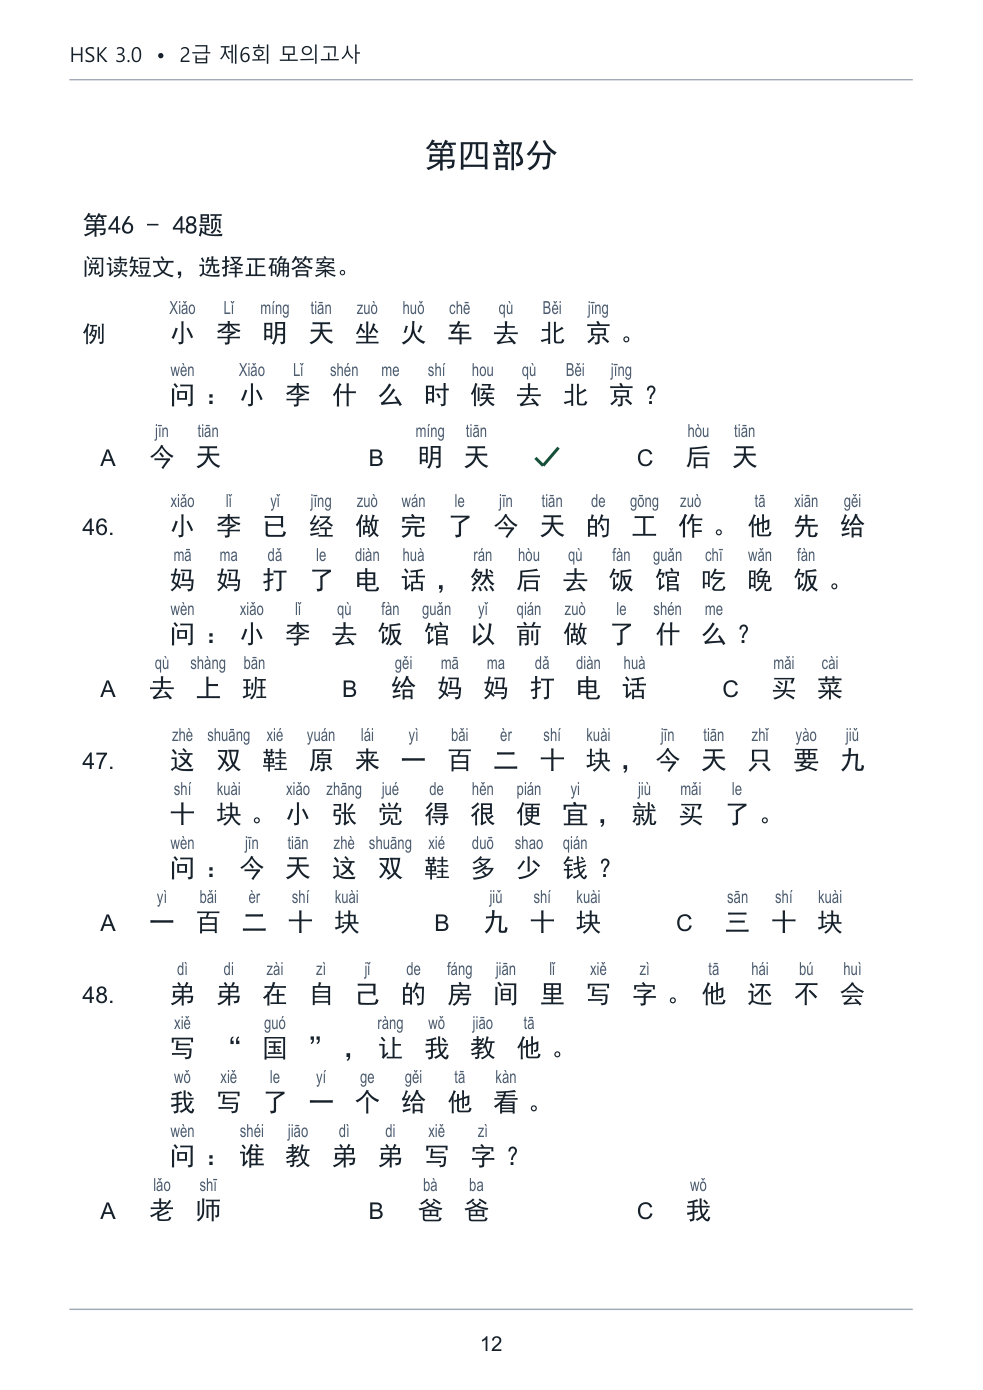 HSK 3.0 • 2급 제6회 모의고사
第四部分
第46 － 48题
阅读短文，选择正确答案。
Xiǎo Lǐ míng tiān zuò huǒ chē qù Běi jīng
例 小李明天坐火车去北京。
wèn Xiǎo Lǐ shén me shí hou qù Běi jīng
问：小李什么时候去北京？
jīn tiān míng tiān hòu tiān
A 今天 B 明天 ✓ C 后天
xiǎo lǐ yǐ jīng zuò wán le jīn tiān de gōng zuò tā xiān gěi
46. 小李已经做完了今天的工作。他先给
mā ma dǎ le diàn huà rán hòu qù fàn guǎn chī wǎn fàn
妈妈打了电话，然后去饭馆吃晚饭。
wèn xiǎo lǐ qù fàn guǎn yǐ qián zuò le shén me
问：小李去饭馆以前做了什么？
qù shàng bān gěi mā ma dǎ diàn huà mǎi cài
A 去上班 B 给妈妈打电话 C 买菜
zhè shuāng xié yuán lái yì bǎi èr shí kuài jīn tiān zhǐ yào jiǔ
47. 这双鞋原来一百二十块，今天只要九
shí kuài xiǎo zhāng jué de hěn pián yi jiù mǎi le
十块。小张觉得很便宜，就买了。
wèn jīn tiān zhè shuāng xié duō shao qián
问：今天这双鞋多少钱？
yì bǎi èr shí kuài jiǔ shí kuài sān shí kuài
A 一百二十块 B 九十块 C 三十块
dì di zài zì jǐ de fáng jiān lǐ xiě zì tā hái bú huì
48. 弟弟在自己的房间里写字。他还不会
xiě guó ràng wǒ jiāo tā
写“国”，让我教他。
wǒ xiě le yí ge gěi tā kàn
我写了一个给他看。
wèn shéi jiāo dì di xiě zì
问：谁教弟弟写字？
lǎo shī bà ba wǒ
A 老师 B 爸爸 C 我
12